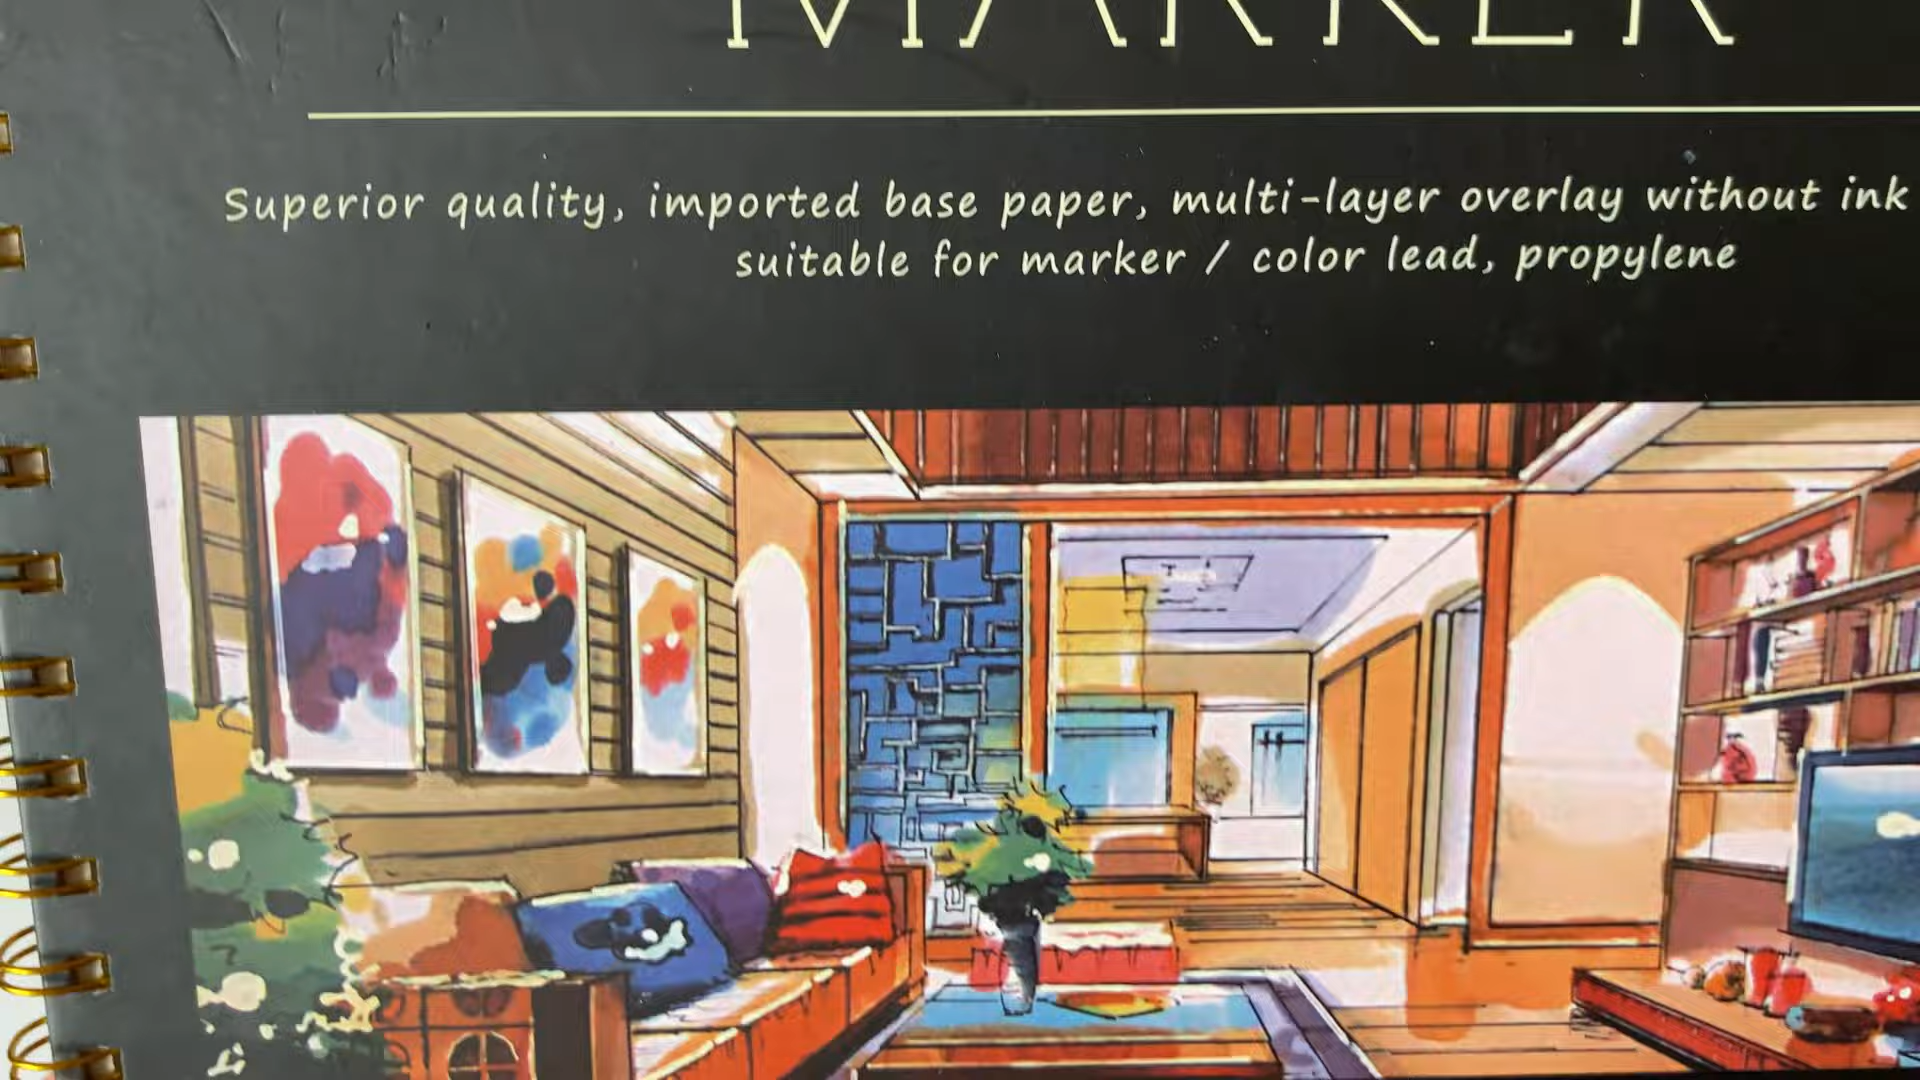 MARKER
Superior quality, imported base paper, multi-layer overlay without ink
suitable for marker / color lead, propylene